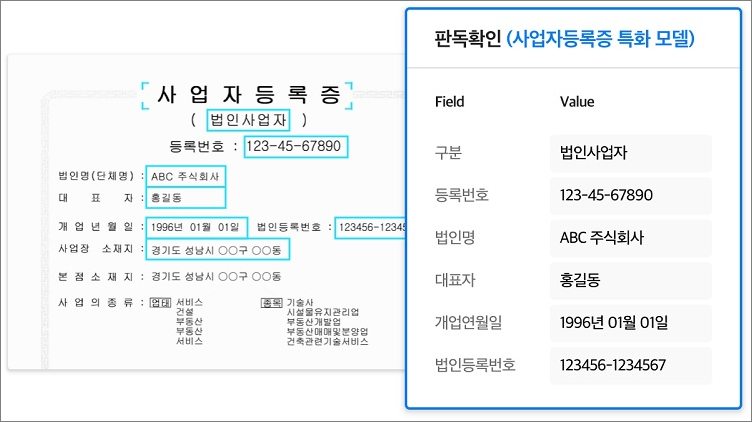 사 업 자 등 록 증
( 법인사업자 )
등록번호 : 123-45-67890
법인명(단체명) : ABC 주식회사
대 표 자 : 홍길동
개 업 년 월 일 : 1996년 01월 01일 법인등록번호 : 123456-12345
사업장 소재지 : 경기도 성남시 ○○구 ○○동
본 점 소 재 지 : 경기도 성남시 ○○구 ○○동
사 업 의 종 류 : 업태 서비스 종목 기술사
건설 시설물유지관리업
부동산 부동산개발업
부동산 부동산매매및분양업
서비스 건축관련기술서비스
판독확인 (사업자등록증 특화 모델)
Field Value
구분 법인사업자
등록번호 123-45-67890
법인명 ABC 주식회사
대표자 홍길동
개업연월일 1996년 01월 01일
법인등록번호 123456-1234567